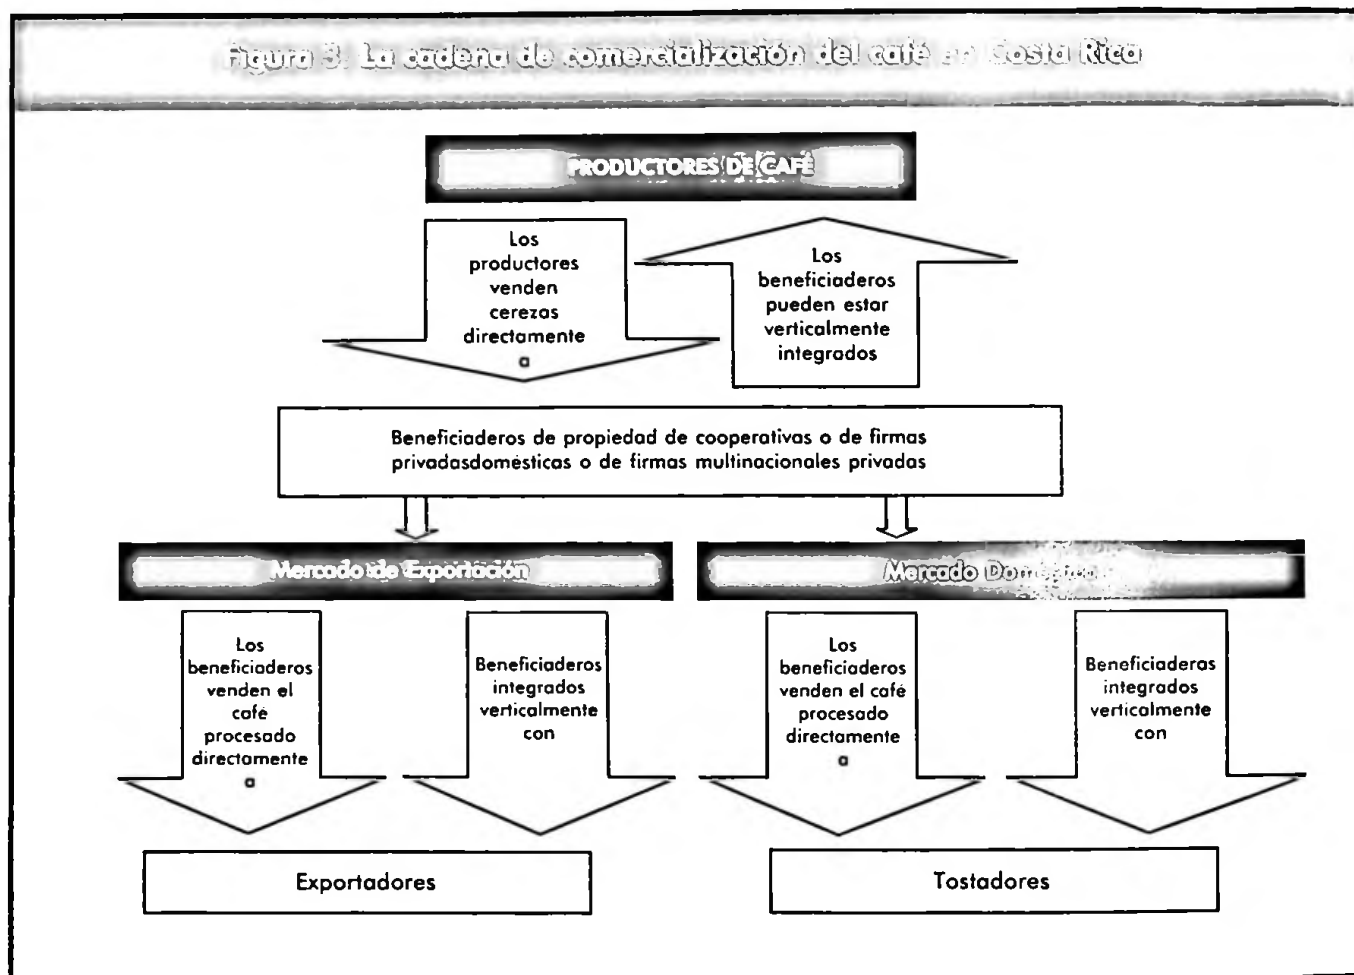 Figura 3. La cadena de comercialización del café en Costa Rica
PRODUCTORES DE CAFÉ
Los
productores
venden
cerezas
directamente
a
Los
beneficiaderos
pueden estar
verticalmente
integrados
Beneficiaderos de propiedad de cooperativas o de firmas
privadasdomésticas o de firmas multinacionales privadas
Mercado de Exportación
Mercado Doméstico
Los
beneficiaderos
venden el
café
procesado
directamente
a
Beneficiaderos
integrados
verticalmente
con
Los
beneficiaderos
venden el café
procesado
directamente
a
Beneficiaderas
integrados
verticalmente
con
Exportadores
Tostadores